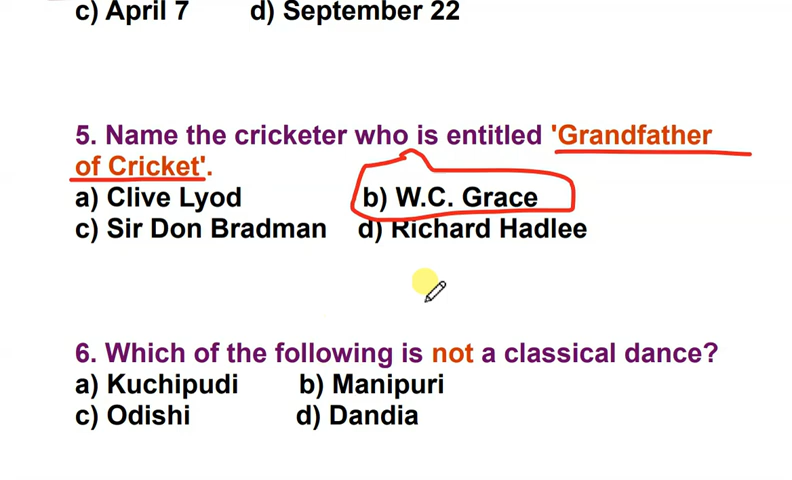 c) April 7 d) September 22
5. Name the cricketer who is entitled 'Grandfather
of Cricket'.
a) Clive Lyod b) W.C. Grace
c) Sir Don Bradman d) Richard Hadlee
6. Which of the following is not a classical dance?
a) Kuchipudi b) Manipuri
c) Odishi d) Dandia